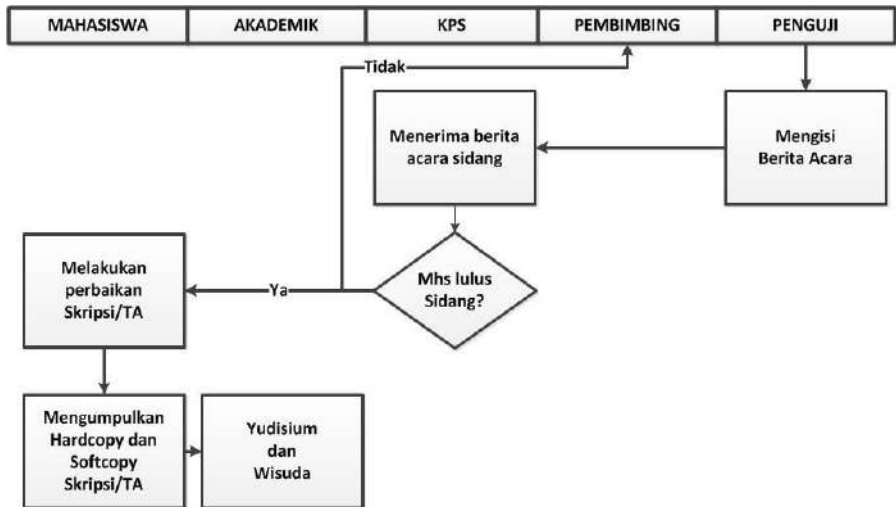 MAHASISWA AKADEMIK KPS PEMBIMBING PENGUJI
Tidak
Menerima berita
acara sidang
Mengisi
Berita Acara
Melakukan
perbaikan
Skripsi/TA
Ya
Mhs lulus
Sidang?
Mengumpulkan
Hardcopy dan
Softcopy
Skripsi/TA
Yudisium
dan
Wisuda